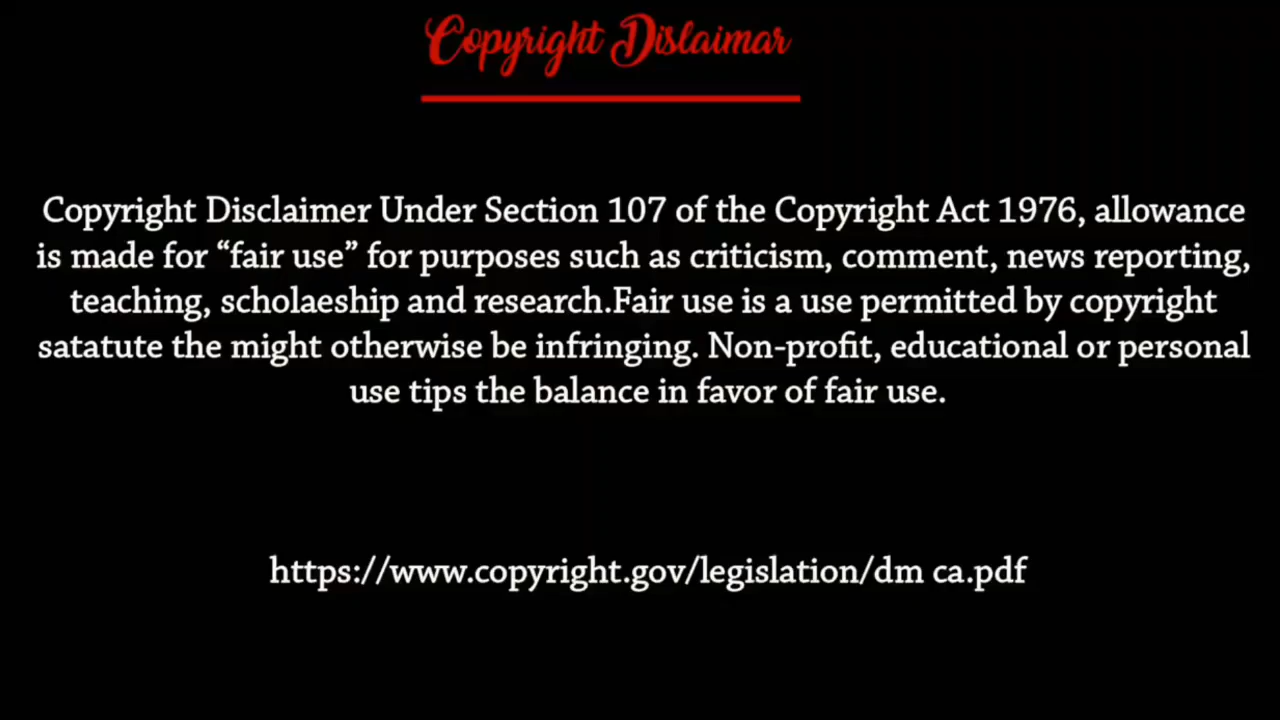 Copyright Dislaimar
Copyright Disclaimer Under Section 107 of the Copyright Act 1976, allowance
is made for “fair use” for purposes such as criticism, comment, news reporting,
teaching, scholaeship and research.Fair use is a use permitted by copyright
satatute the might otherwise be infringing. Non-profit, educational or personal
use tips the balance in favor of fair use.
https://www.copyright.gov/legislation/dm ca.pdf